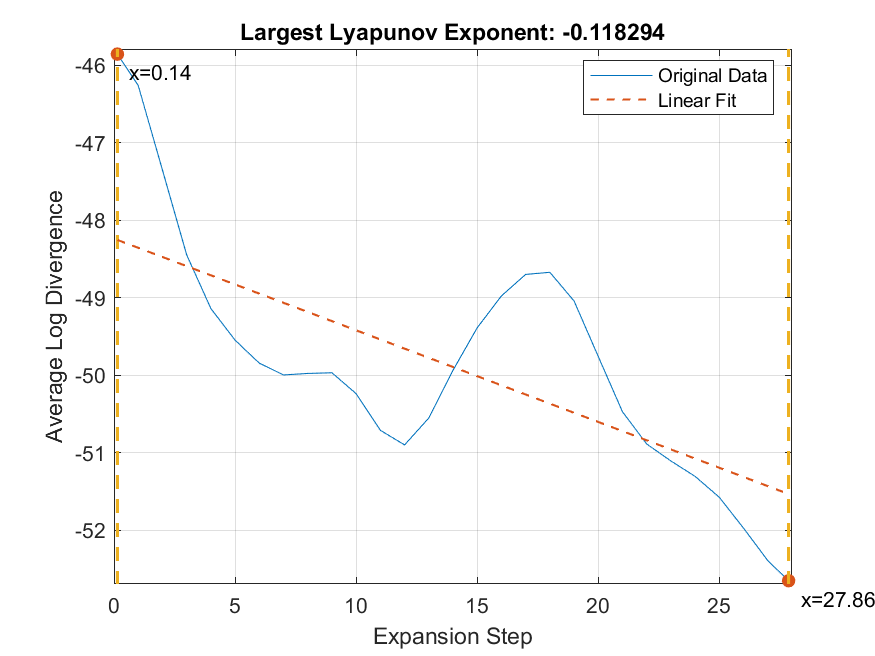 Largest Lyapunov Exponent: -0.118294
-46
-47
-48
-49
-50
-51
-52
Average Log Divergence
x=0.14
Original Data
Linear Fit
x=27.86
0 5 10 15 20 25
Expansion Step